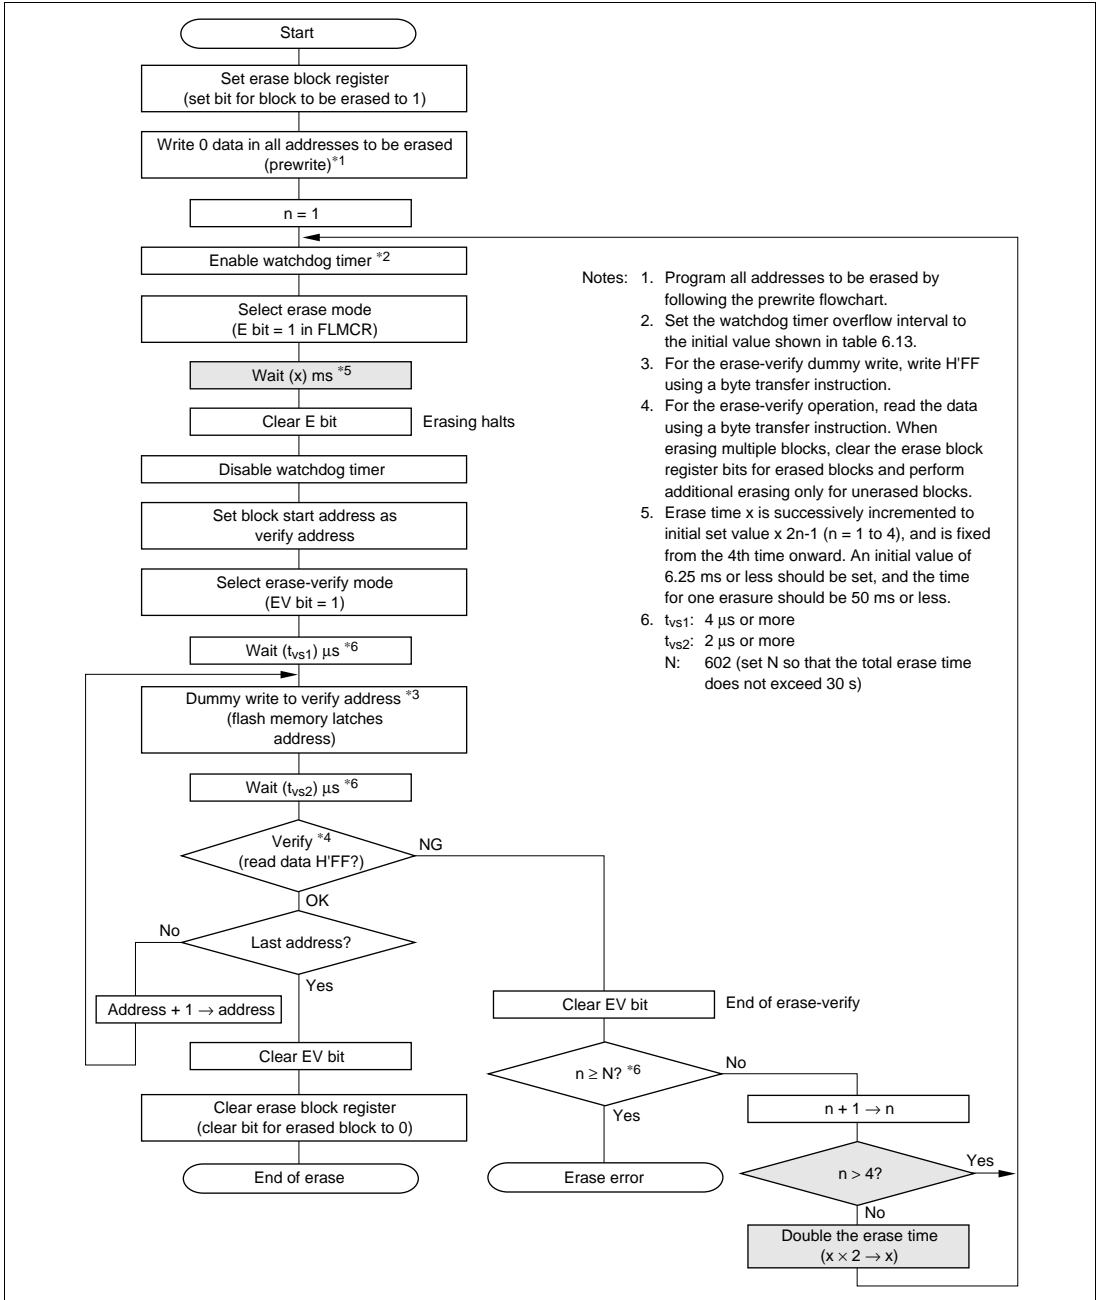 Start
Set erase block register
(set bit for block to be erased to 1)
Write 0 data in all addresses to be erased
(prewrite)*1
n = 1
Enable watchdog timer *2
Select erase mode
(E bit = 1 in FLMCR)
Wait (x) ms *5
Clear E bit
Erasing halts
Disable watchdog timer
Set block start address as
verify address
Select erase-verify mode
(EV bit = 1)
Wait (tvs1) μs *6
Dummy write to verify address *3
(flash memory latches
address)
Wait (tvs2) μs *6
Verify *4
(read data H'FF?)
NG
OK
No
Last address?
Yes
Address + 1 → address
Clear EV bit
Clear erase block register
(clear bit for erased block to 0)
End of erase
Clear EV bit
End of erase-verify
n ≥ N? *6
No
Yes
Erase error
n + 1 → n
n > 4?
Yes
No
Double the erase time
(x × 2 → x)
Notes: 1. Program all addresses to be erased by
following the prewrite flowchart.
2. Set the watchdog timer overflow interval to
the initial value shown in table 6.13.
3. For the erase-verify dummy write, write H'FF
using a byte transfer instruction.
4. For the erase-verify operation, read the data
using a byte transfer instruction. When
erasing multiple blocks, clear the erase block
register bits for erased blocks and perform
additional erasing only for unerased blocks.
5. Erase time x is successively incremented to
initial set value x 2n-1 (n = 1 to 4), and is fixed
from the 4th time onward. An initial value of
6.25 ms or less should be set, and the time
for one erasure should be 50 ms or less.
6. tvs1: 4 μs or more
tvs2: 2 μs or more
N: 602 (set N so that the total erase time
does not exceed 30 s)